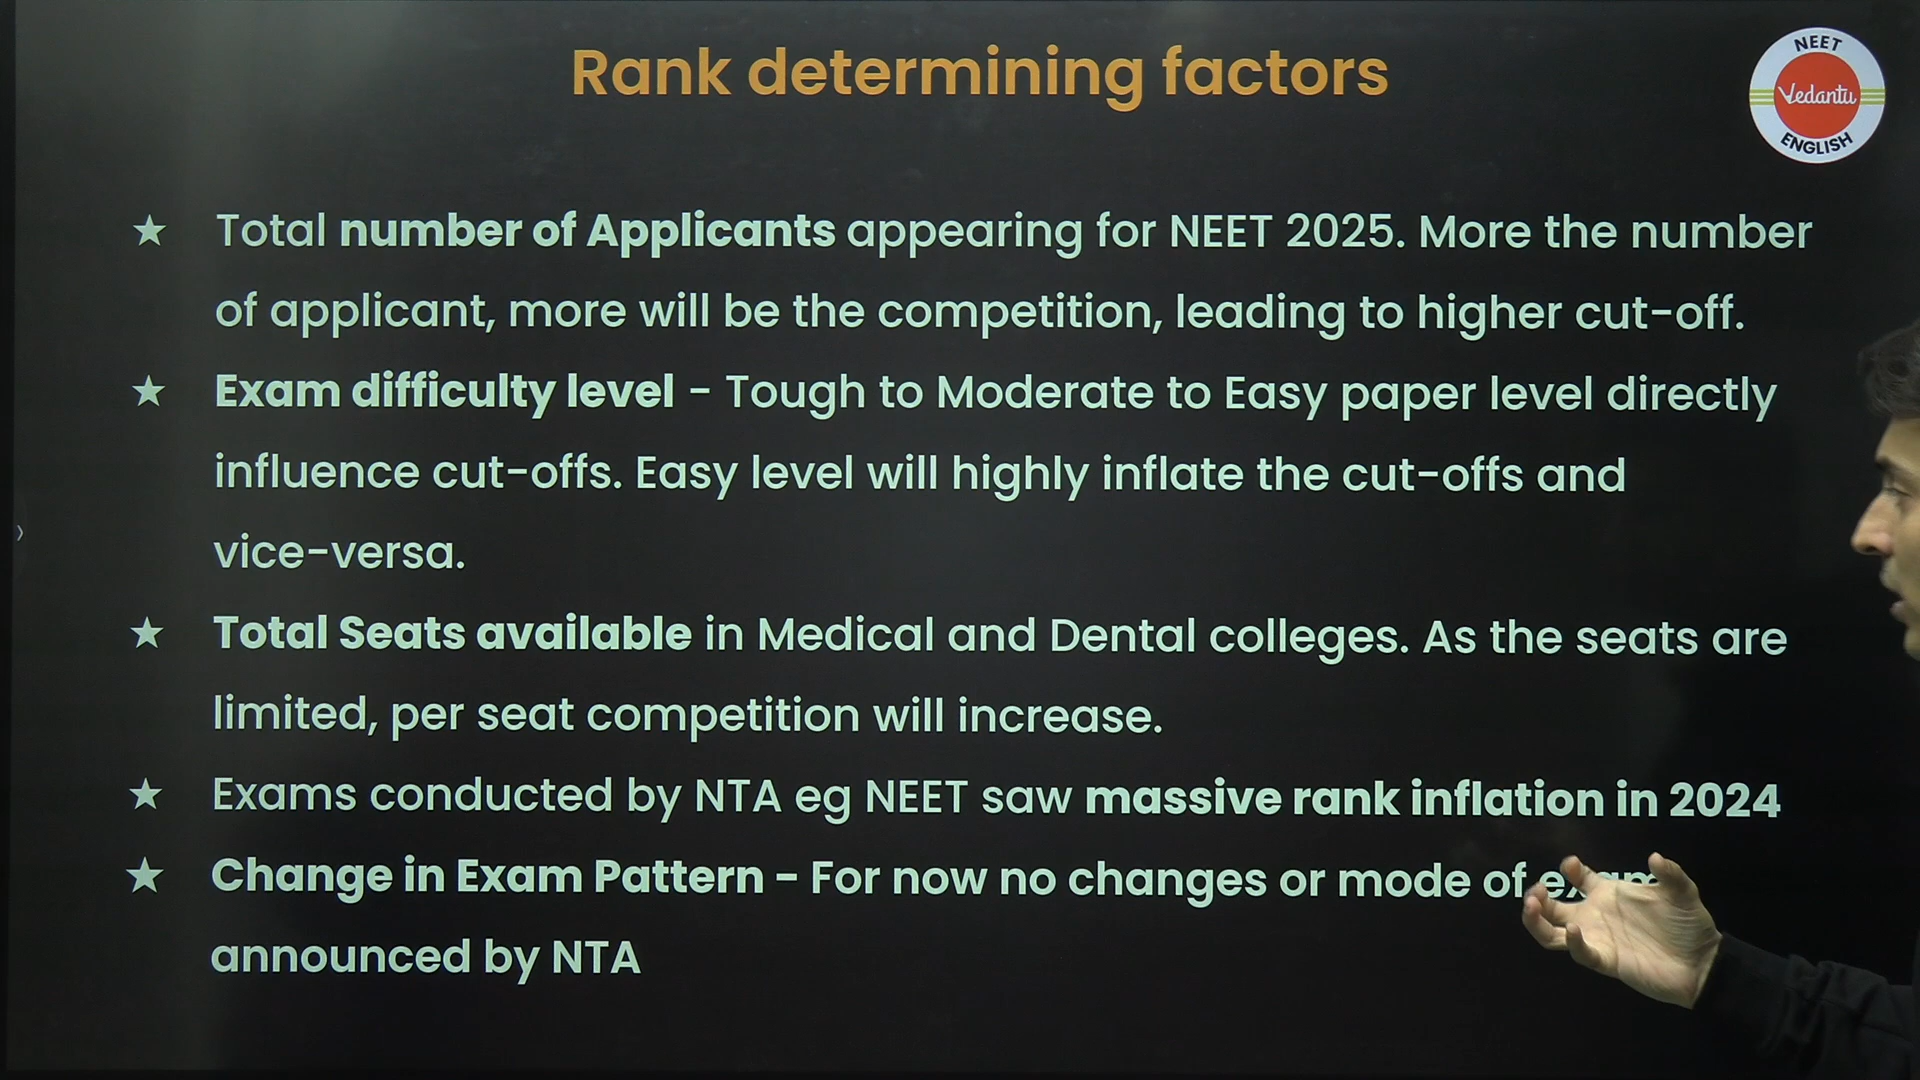 Rank determining factors
NEET
Vedantu
ENGLISH
★ Total number of Applicants appearing for NEET 2025. More the number
of applicant, more will be the competition, leading to higher cut-off.
★ Exam difficulty level - Tough to Moderate to Easy paper level directly
influence cut-offs. Easy level will highly inflate the cut-offs and
vice-versa.
★ Total Seats available in Medical and Dental colleges. As the seats are
limited, per seat competition will increase.
★ Exams conducted by NTA eg NEET saw massive rank inflation in 2024
★ Change in Exam Pattern - For now no changes or mode of exam
announced by NTA